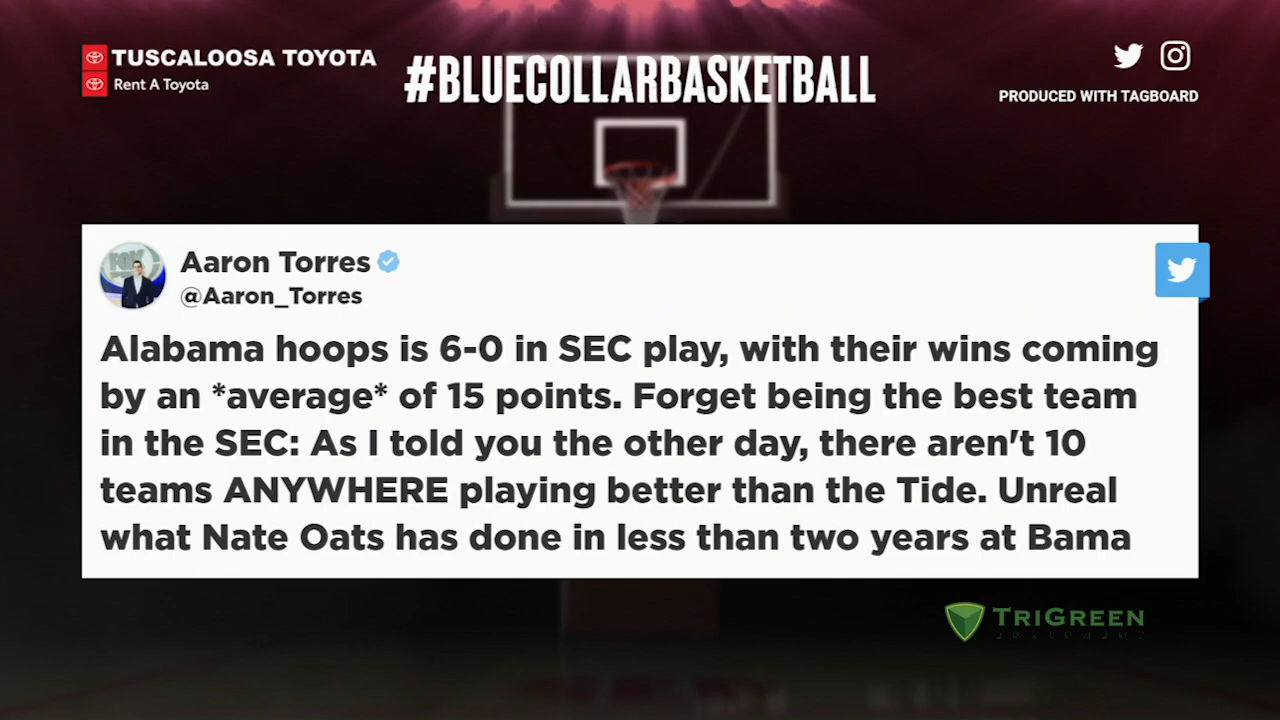 TUSCALOOSA TOYOTA
Rent A Toyota
#BLUECOLLARBASKETBALL
PRODUCED WITH TAGBOARD
Aaron Torres
@Aaron_Torres
Alabama hoops is 6-0 in SEC play, with their wins coming
by an *average* of 15 points. Forget being the best team
in the SEC: As I told you the other day, there aren't 10
teams ANYWHERE playing better than the Tide. Unreal
what Nate Oats has done in less than two years at Bama
TRIGREEN